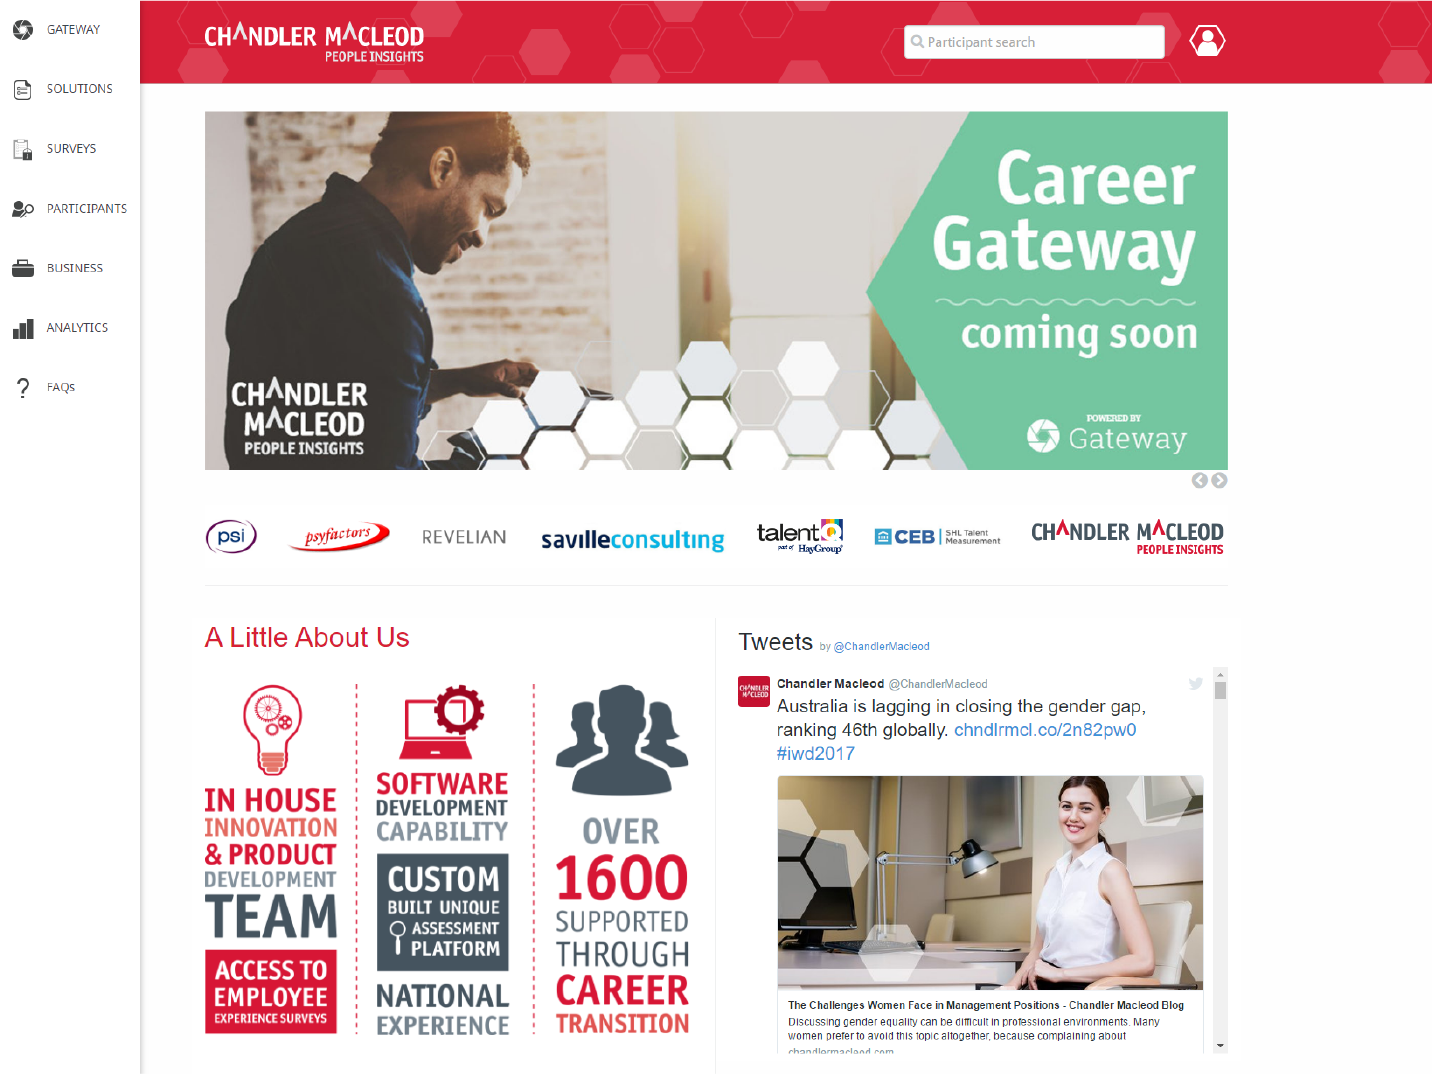 GATEWAY
SOLUTIONS
SURVEYS
PARTICIPANTS
BUSINESS
ANALYTICS
FAQs
CHANDLER MACLEOD
PEOPLE INSIGHTS
Participant search
Career
Gateway
coming soon
POWERED BY
Gateway
CHANDLER
MACLEOD
PEOPLE INSIGHTS
psi
psyfactors
REVELIAN
savilleconsulting
talentQ
part of HayGroup®
CEB SHL Talent
Measurement
CHANDLER MACLEOD
PEOPLE INSIGHTS
A Little About Us
IN HOUSE
INNOVATION
& PRODUCT
DEVELOPMENT
TEAM
ACCESS TO
EMPLOYEE
EXPERIENCE SURVEYS
SOFTWARE
DEVELOPMENT
CAPABILITY
CUSTOM
BUILT UNIQUE
ASSESSMENT
PLATFORM
NATIONAL
EXPERIENCE
OVER
1600
SUPPORTED
THROUGH
CAREER
TRANSITION
Tweets by @ChandlerMacleod
CHANDLER
MACLEOD
Chandler Macleod @ChandlerMacleod
Australia is lagging in closing the gender gap,
ranking 46th globally. chndlrmcl.co/2n82pw0
#iwd2017
The Challenges Women Face in Management Positions - Chandler Macleod Blog
Discussing gender equality can be difficult in professional environments. Many
women prefer to avoid this topic altogether, because complaining about
chandlermacleod.com